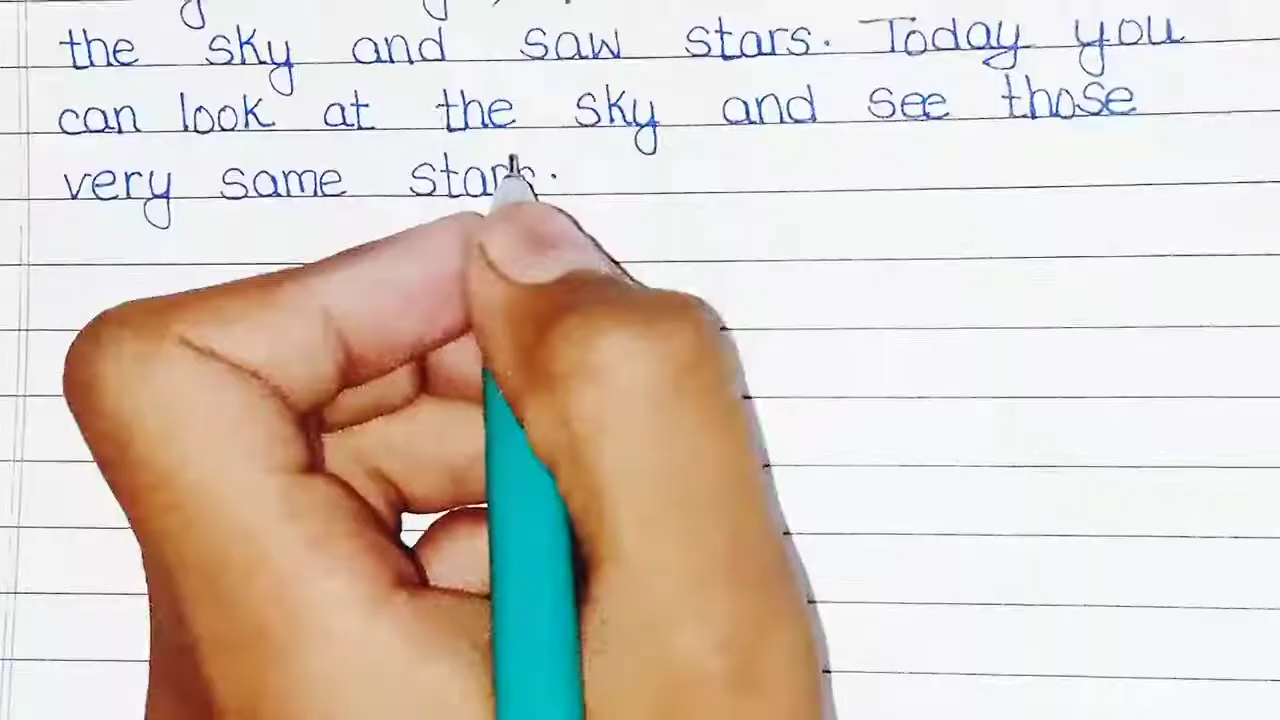 the sky and saw stars. Today you
can look at the sky and see those
very same stars.